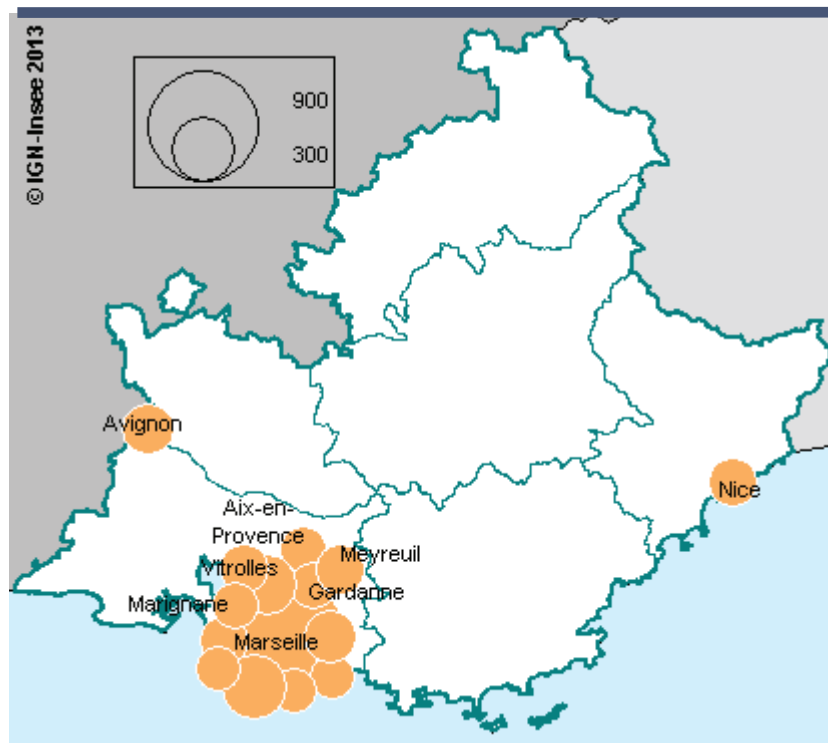 © IGN-Insee 2013
900
300
Avignon
Nice
Aix-en-
Provence
Meyreuil
Vitrolles
Gardanne
Marignane
Marseille